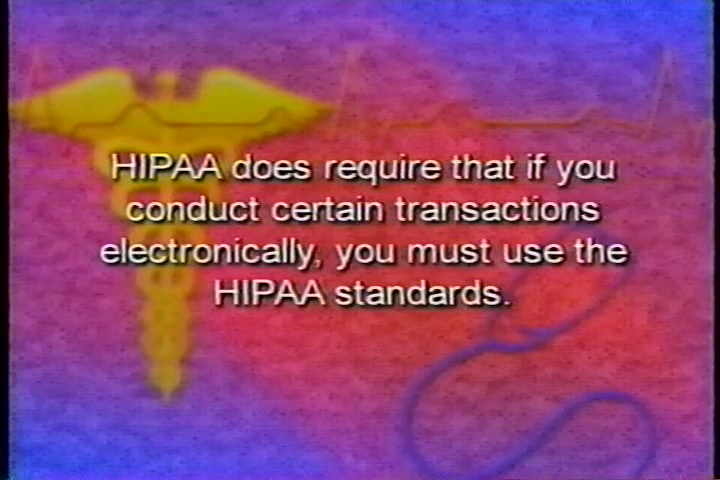 HIPAA does require that if you
conduct certain transactions
electronically, you must use the
HIPAA standards.